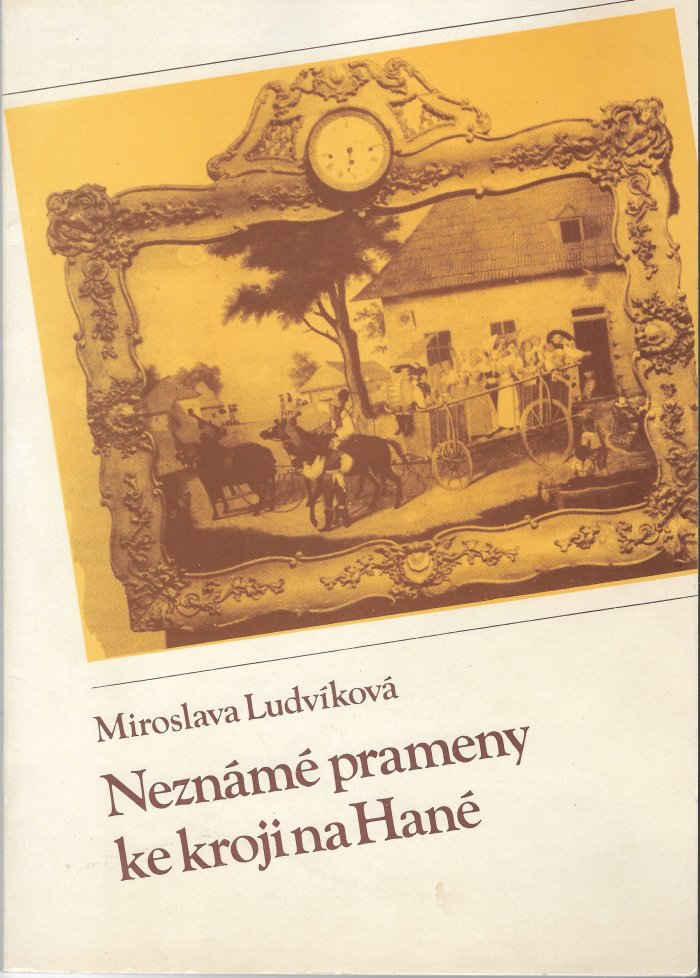 Miroslava Ludvíková
Neznámé prameny
ke kroji na Hané